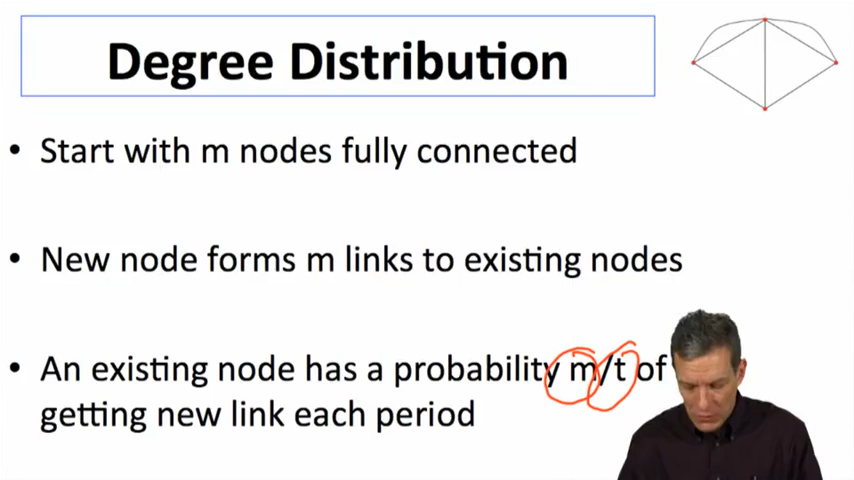 Degree Distribution
• Start with m nodes fully connected
• New node forms m links to existing nodes
• An existing node has a probability m/t of
getting new link each period